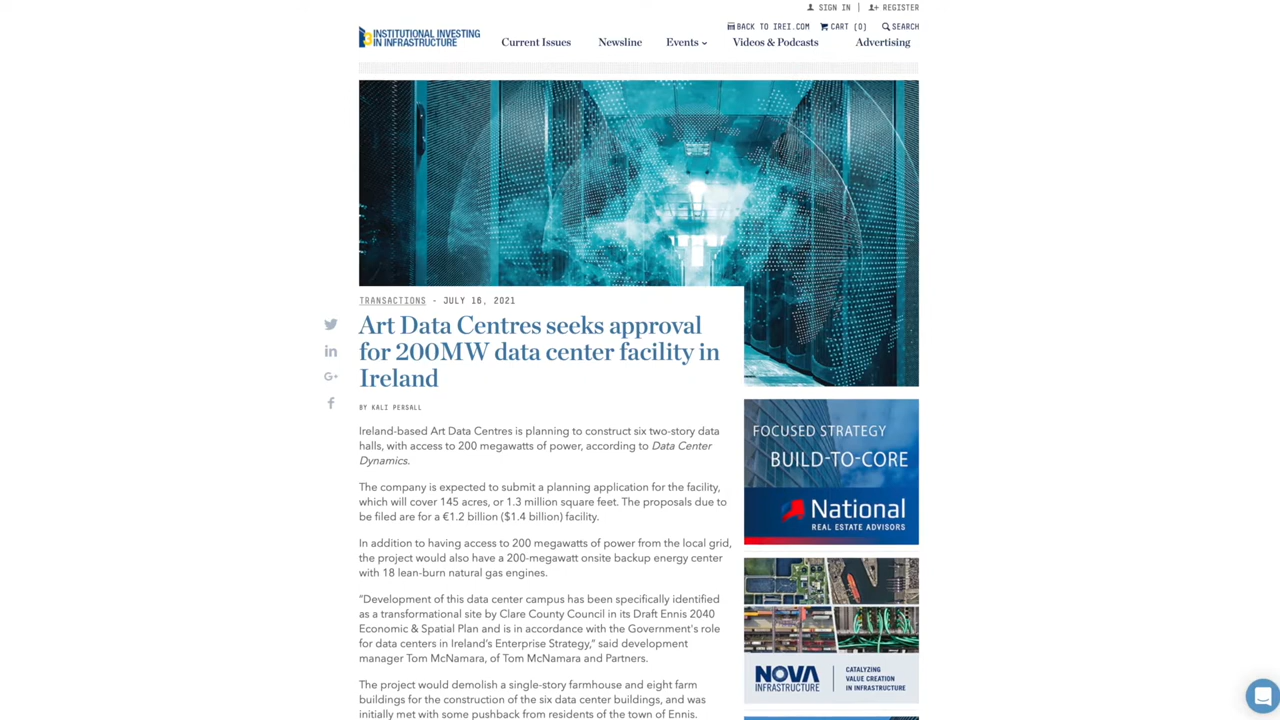 SIGN IN | REGISTER
BACK TO IREI.COM CART (0) SEARCH
INSTITUTIONAL INVESTING
IN INFRASTRUCTURE
Current Issues Newsline Events Videos & Podcasts Advertising
TRANSACTIONS - JULY 16, 2021
Art Data Centres seeks approval
for 200MW data center facility in
Ireland
BY KALI PERSALL
Ireland-based Art Data Centres is planning to construct six two-story data
halls, with access to 200 megawatts of power, according to Data Center
Dynamics.
The company is expected to submit a planning application for the facility,
which will cover 145 acres, or 1.3 million square feet. The proposals due to
be filed are for a €1.2 billion ($1.4 billion) facility.
In addition to having access to 200 megawatts of power from the local grid,
the project would also have a 200-megawatt onsite backup energy center
with 18 lean-burn natural gas engines.
“Development of this data center campus has been specifically identified
as a transformational site by Clare County Council in its Draft Ennis 2040
Economic & Spatial Plan and is in accordance with the Government's role
for data centers in Ireland’s Enterprise Strategy,” said development
manager Tom McNamara, of Tom McNamara and Partners.
The project would demolish a single-story farmhouse and eight farm
buildings for the construction of the six data center buildings, and was
initially met with some pushback from residents of the town of Ennis.
FOCUSED STRATEGY
BUILD-TO-CORE
National
REAL ESTATE ADVISORS
NOVA
INFRASTRUCTURE
CATALYZING
VALUE CREATION
IN INFRASTRUCTURE